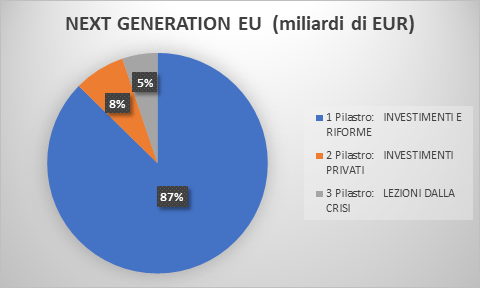 NEXT GENERATION EU (miliardi di EUR)
5%
8%
87%
1 Pilastro: INVESTIMENTI E
RIFORME
2 Pilastro: INVESTIMENTI
PRIVATI
3 Pilastro: LEZIONI DALLA
CRISI